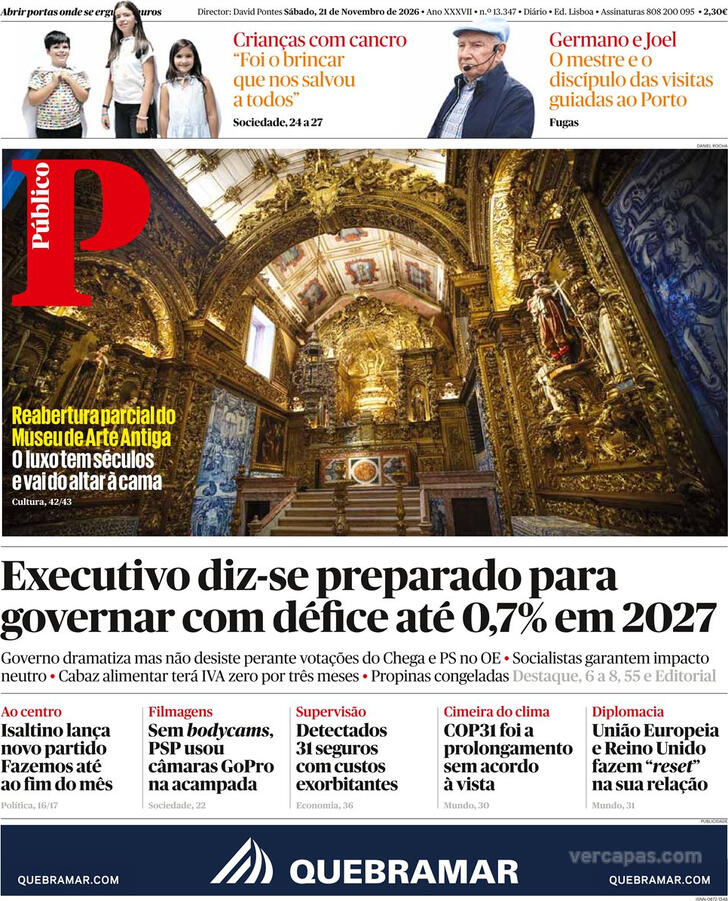 Abrir portas onde se erguem muros
Director: David Pontes Sábado, 21 de Novembro de 2026 • Ano XXXVII • n.º 13.347 • Diário • Ed. Lisboa • Assinaturas 808 200 095 • 2,30€
Crianças com cancro
“Foi o brincar
que nos salvou
a todos”
Sociedade, 24 a 27
Germano e Joel
O mestre e o
discípulo das visitas
guiadas ao Porto
Fugas
DANIEL ROCHA
Público
P
Reabertura parcial do
Museu de Arte Antiga
O luxo tem séculos
e vai do altar à cama
Cultura, 42/43
Executivo diz-se preparado para
governar com défice até 0,7% em 2027
Governo dramatiza mas não desiste perante votações do Chega e PS no OE • Socialistas garantem impacto
neutro • Cabaz alimentar terá IVA zero por três meses • Propinas congeladas Destaque, 6 a 8, 55 e Editorial
Ao centro
Isaltino lança
novo partido
Fazemos até
ao fim do mês
Política, 16/17
Filmagens
Sem bodycams,
PSP usou
câmaras GoPro
na acampada
Sociedade, 22
Supervisão
Detectados
31 seguros
com custos
exorbitantes
Economia, 36
Cimeira do clima
COP31 foi a
prolongamento
sem acordo
à vista
Mundo, 30
Diplomacia
União Europeia
e Reino Unido
fazem “reset”
na sua relação
Mundo, 31
PUBLICIDADE
QUEBRAMAR.COM
QUEBRAMAR
vercapas.com
QUEBRAMAR.COM
ISNN-0872-1548